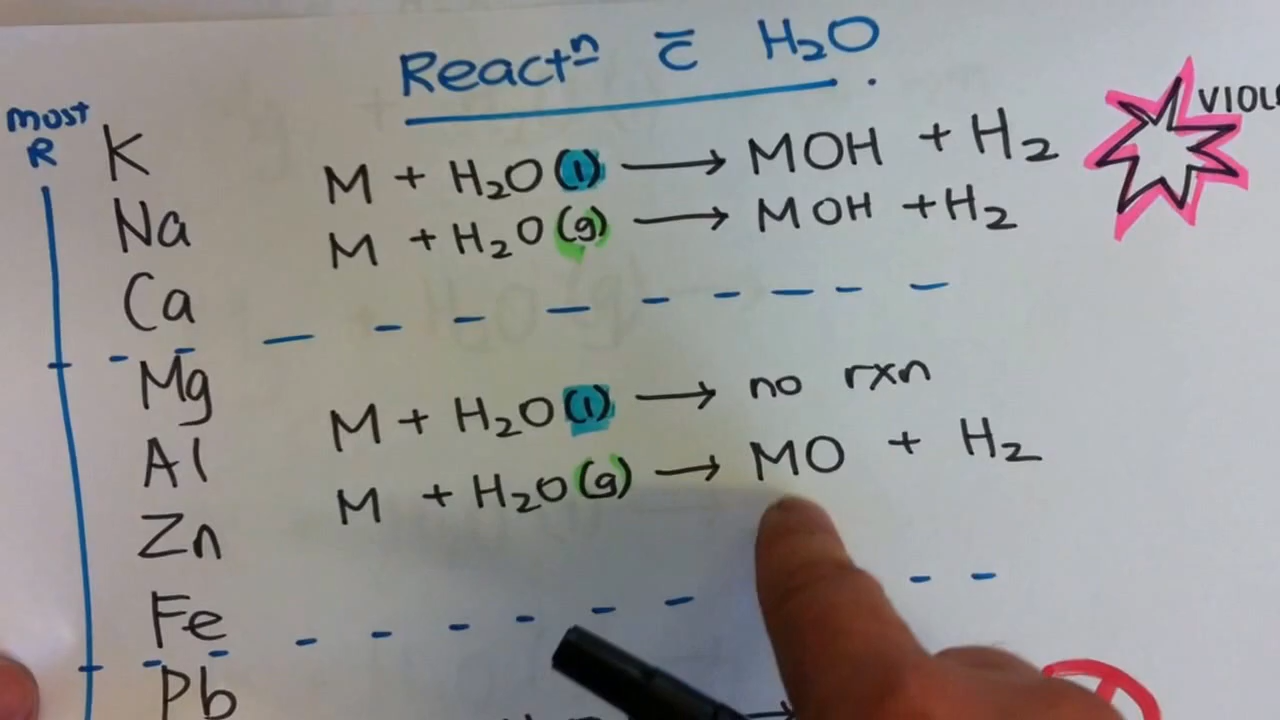 Reactⁿ c̄ H₂O.
most
R
VIOL
K
M + H₂O (l) → MOH + H₂
Na
M + H₂O (g) → MOH + H₂
Ca
Mg
M + H₂O (l) → no rxn
Al
M + H₂O (g) → MO + H₂
Zn
Fe
Pb